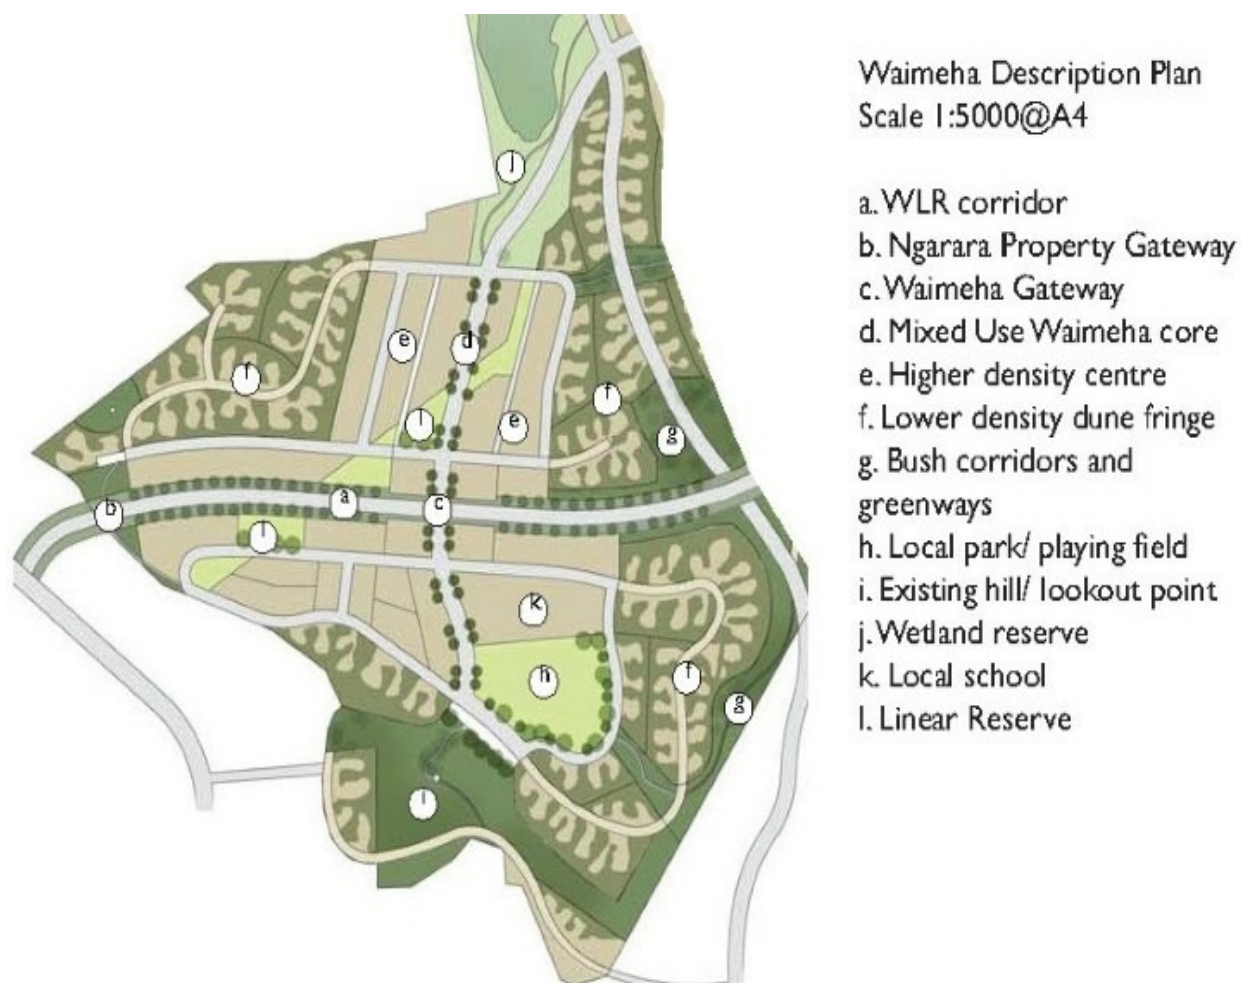 Waimeha Description Plan
Scale 1:5000@A4
a. WLR corridor
b. Ngarara Property Gateway
c. Waimeha Gateway
d. Mixed Use Waimeha core
e. Higher density centre
f. Lower density dune fringe
g. Bush corridors and
greenways
h. Local park/ playing field
i. Existing hill/ lookout point
j. Wetland reserve
k. Local school
l. Linear Reserve
j
e
d
f
f
l
e
g
a
b
c
l
k
h
f
g
i